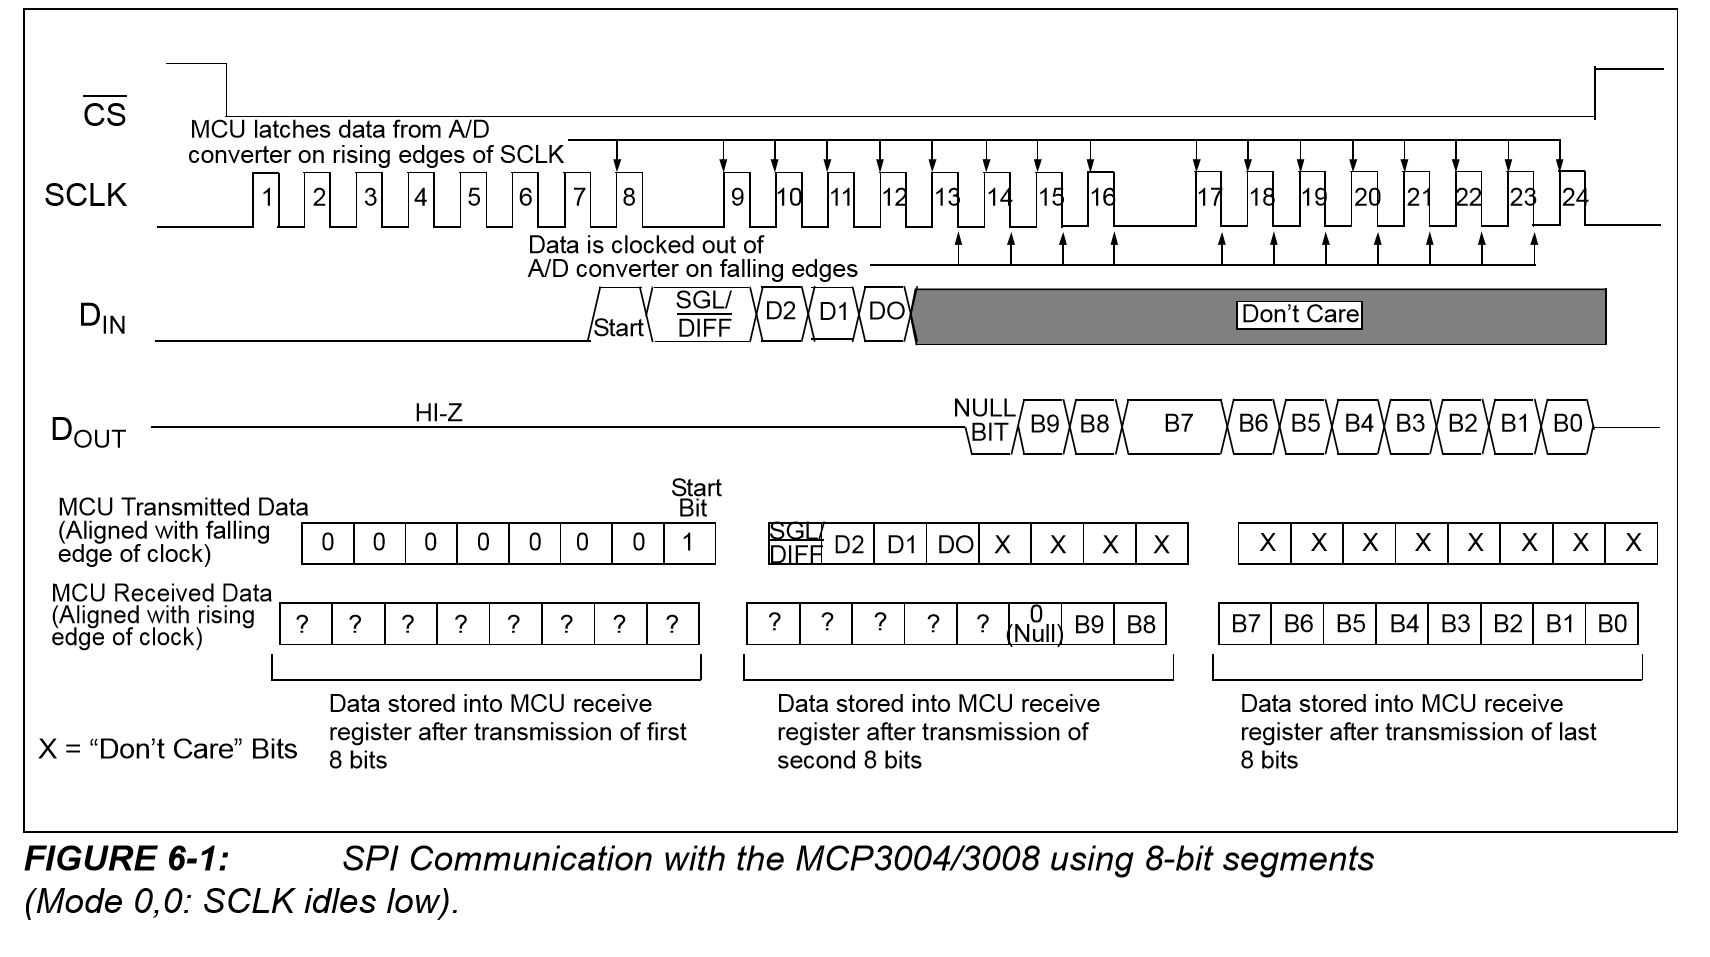 CS
MCU latches data from A/D
converter on rising edges of SCLK
SCLK
1 2 3 4 5 6 7 8 9 10 11 12 13 14 15 16 17 18 19 20 21 22 23 24
Data is clocked out of
A/D converter on falling edges
DIN
Start
SGL/
DIFF
D2 D1 DO
Don't Care
DOUT
HI-Z
NULL
BIT
B9 B8 B7 B6 B5 B4 B3 B2 B1 B0
Start
Bit
MCU Transmitted Data
(Aligned with falling
edge of clock)
0 0 0 0 0 0 0 1
SGL/
DIFF
D2 D1 DO X X X X
X X X X X X X X
MCU Received Data
(Aligned with rising
edge of clock)
? ? ? ? ? ? ? ?
? ? ? ? ? 0
(Null)
B9 B8
B7 B6 B5 B4 B3 B2 B1 B0
Data stored into MCU receive
register after transmission of first
8 bits
Data stored into MCU receive
register after transmission of
second 8 bits
Data stored into MCU receive
register after transmission of last
8 bits
X = “Don’t Care” Bits
FIGURE 6-1: SPI Communication with the MCP3004/3008 using 8-bit segments
(Mode 0,0: SCLK idles low).